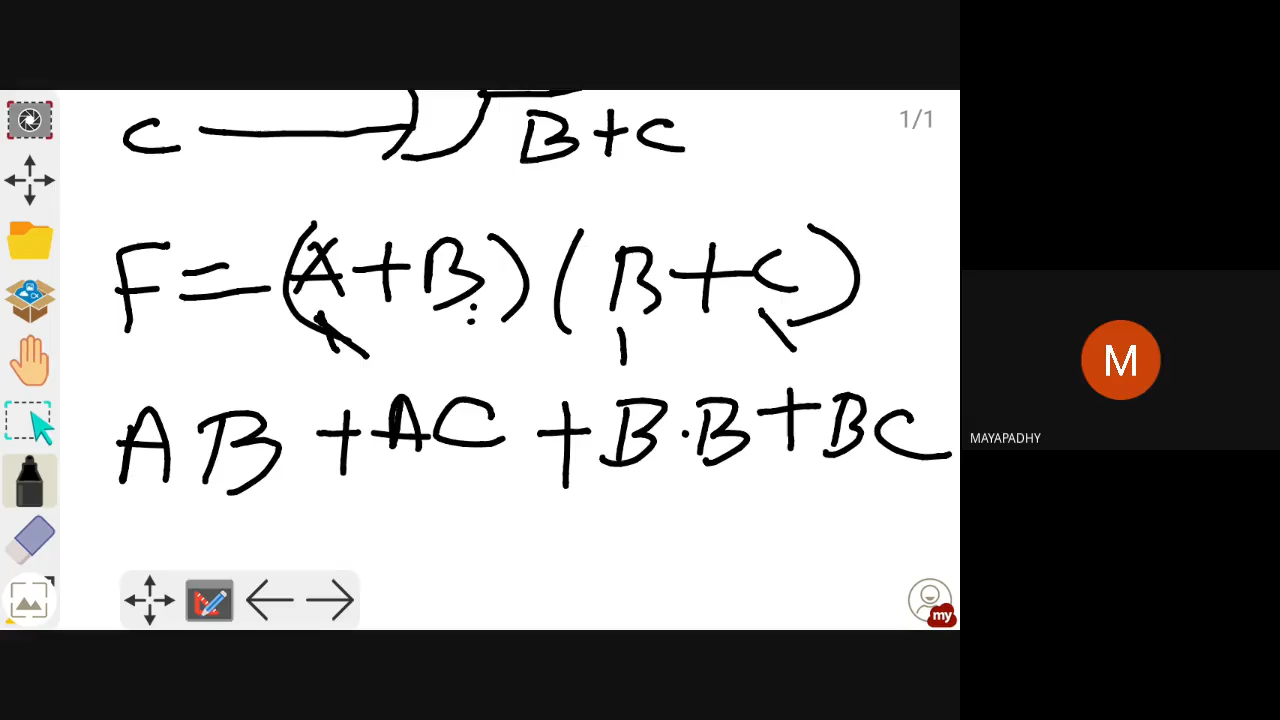 1/1
C B+C
F=(A+B)(B+C)
AB+AC+B·B+BC
MAYAPADHY
M
my